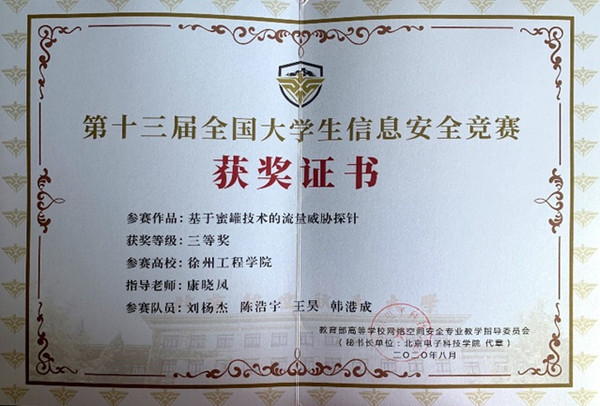 第十三届全国大学生信息安全竞赛
获奖证书
参赛作品:基于蜜罐技术的流量威胁探针
获奖等级:三等奖
参赛高校:徐州工程学院
指导老师:康晓凤
参赛队员:刘杨杰 陈浩宇 王昊 韩港成
教育部高等学校网络空间安全专业教学指导委员会
(秘书长单位:北京电子科技学院 代章)
二〇二〇年八月